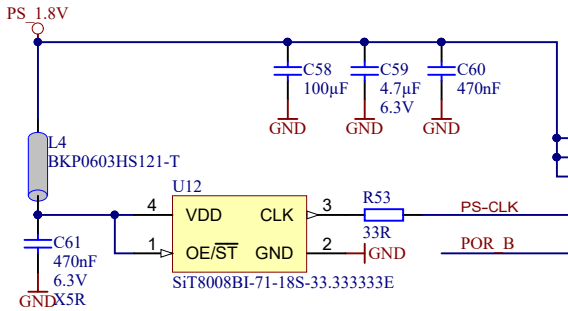 PS_1.8V
C58
100µF
GND
C59
4.7µF
6.3V
GND
C60
470nF
GND
L4
BKP0603HS121-T
U12
4
VDD
CLK
3
1
OE/ST
GND
2
GND
SiT8008BI-71-18S-33.333333E
R53
33R
PS-CLK
POR_B
C61
470nF
6.3V
X5R
GND